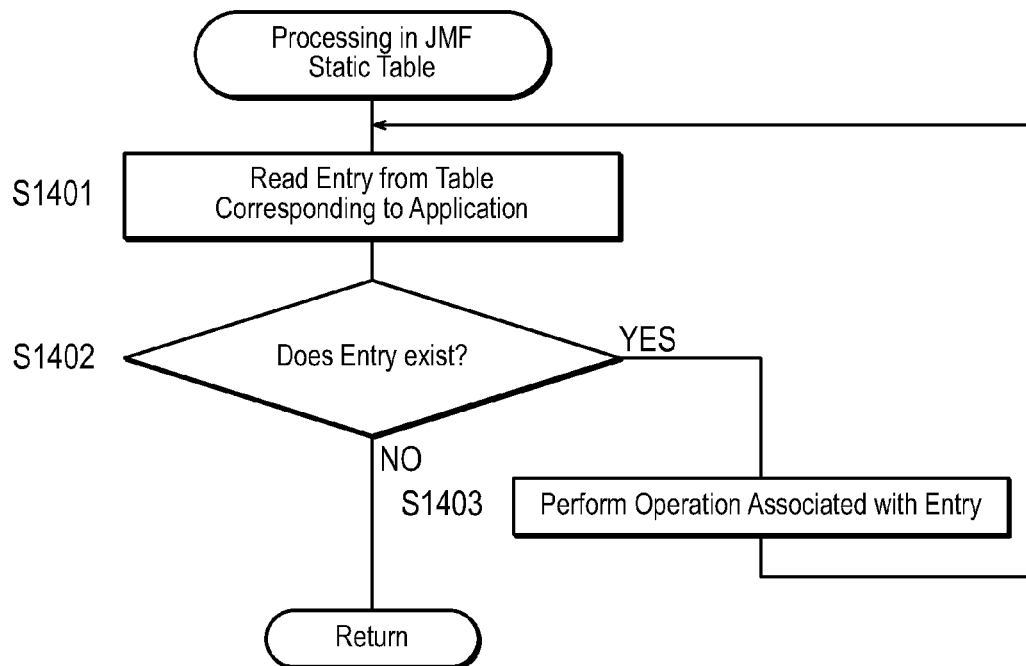 Processing in JMF
Static Table
S1401
Read Entry from Table
Corresponding to Application
S1402
Does Entry exist?
YES
NO
S1403
Perform Operation Associated with Entry
Return